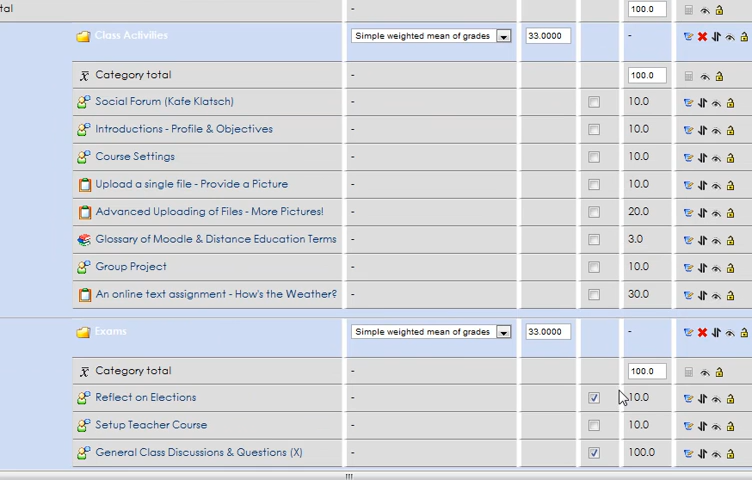 tal - 100.0
Class Activities Simple weighted mean of grades 33.0000 -
x̄ Category total - 100.0
Social Forum (Kafe Klatsch) - 10.0
Introductions - Profile & Objectives - 10.0
Course Settings - 10.0
Upload a single file - Provide a Picture - 10.0
Advanced Uploading of Files - More Pictures! - 20.0
Glossary of Moodle & Distance Education Terms - 3.0
Group Project - 10.0
An online text assignment - How's the Weather? - 30.0
Exams Simple weighted mean of grades 33.0000 -
x̄ Category total - 100.0
Reflect on Elections - 10.0
Setup Teacher Course - 10.0
General Class Discussions & Questions (X) - 100.0